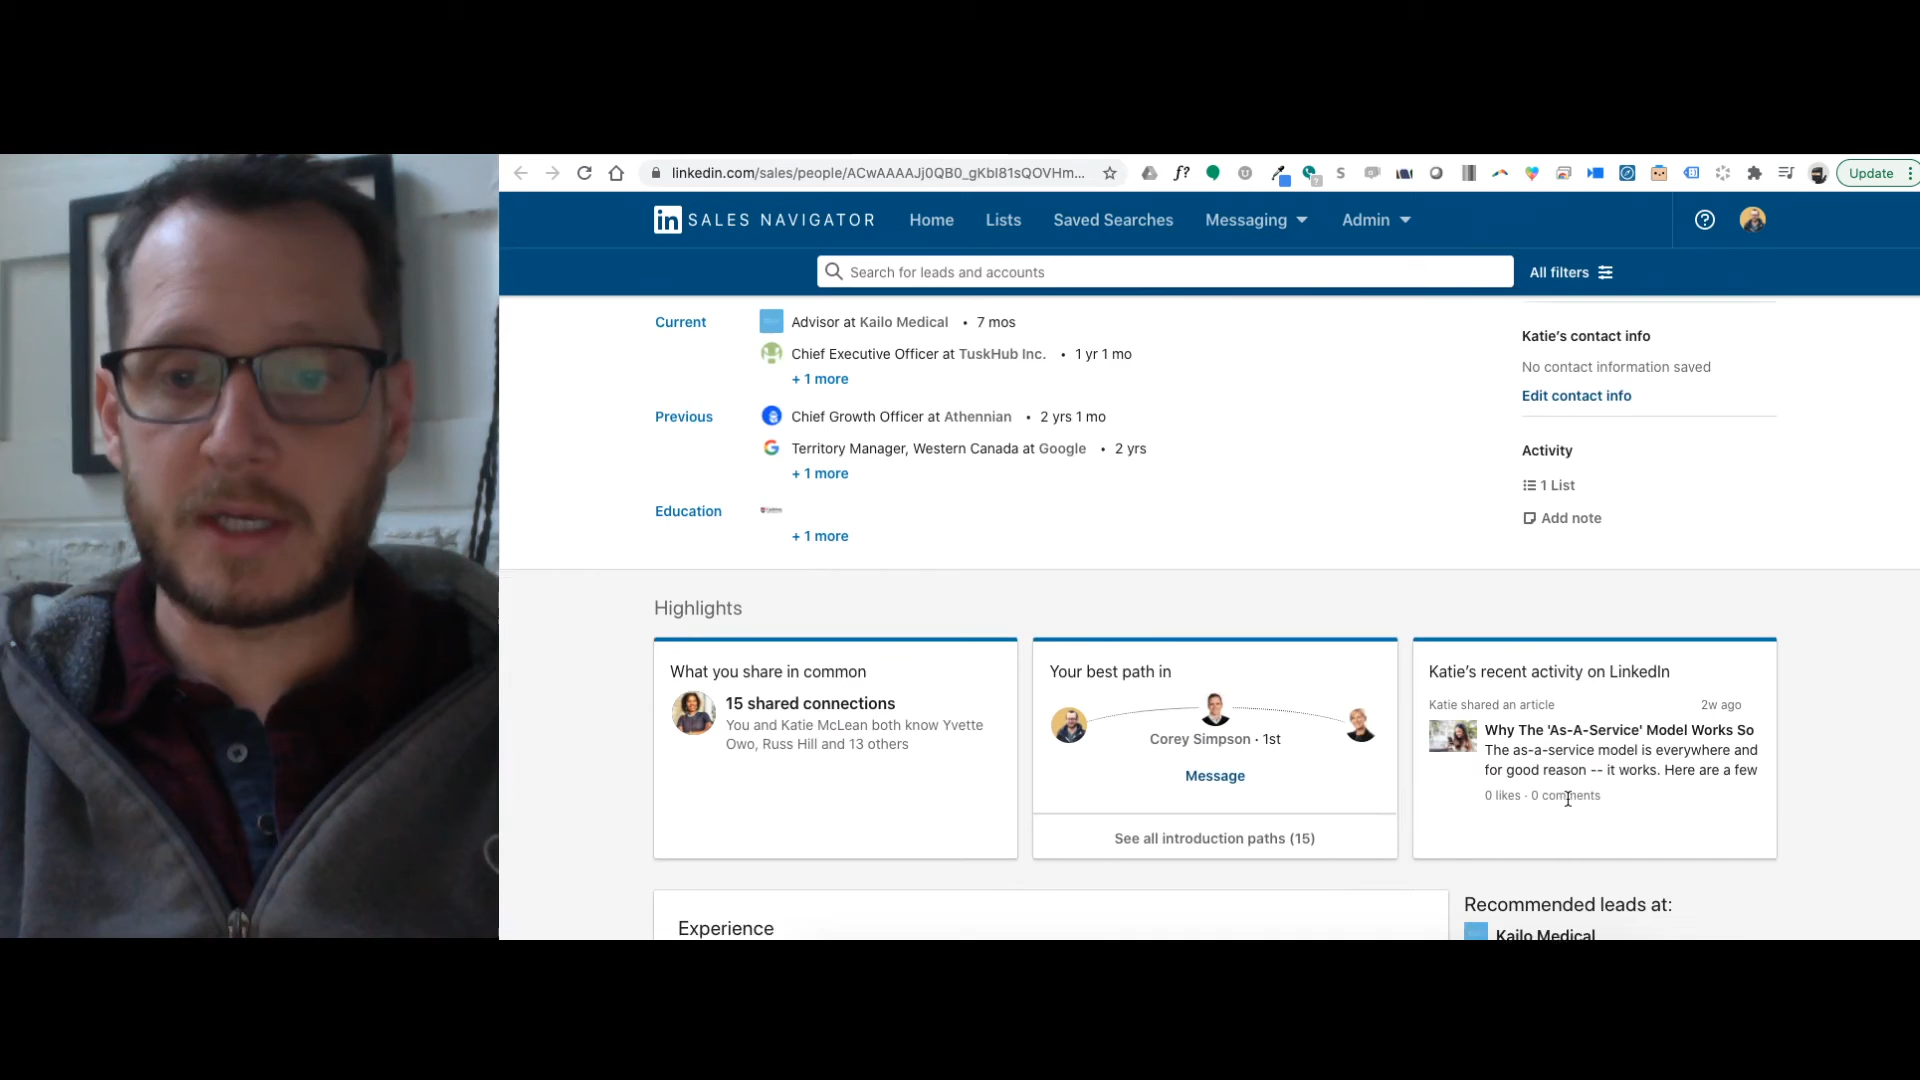 linkedin.com/sales/people/ACwAAAAJj0QB0_gKbI81sQOVHm...
Update
in SALES NAVIGATOR
Home
Lists
Saved Searches
Messaging
Admin
Search for leads and accounts
All filters
Current
Advisor at Kailo Medical • 7 mos
Chief Executive Officer at TuskHub Inc. • 1 yr 1 mo
+ 1 more
Previous
Chief Growth Officer at Athennian • 2 yrs 1 mo
Territory Manager, Western Canada at Google • 2 yrs
+ 1 more
Education
+ 1 more
Katie's contact info
No contact information saved
Edit contact info
Activity
1 List
Add note
Highlights
What you share in common
15 shared connections
You and Katie McLean both know Yvette
Owo, Russ Hill and 13 others
Your best path in
Corey Simpson · 1st
Message
See all introduction paths (15)
Katie's recent activity on LinkedIn
Katie shared an article
2w ago
Why The 'As-A-Service' Model Works So
The as-a-service model is everywhere and
for good reason -- it works. Here are a few
0 likes · 0 comments
Experience
Recommended leads at:
Kailo Medical